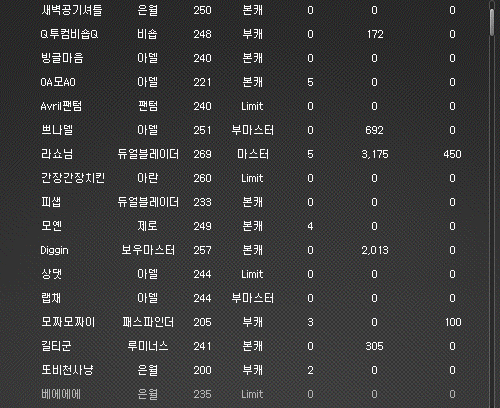 새벽공기셔틀 은월 250 본캐 0 0 0
Q투컴비숍Q 비숍 248 부캐 0 172 0
빙글마음 아델 240 본캐 0 0 0
0A모A0 아델 221 본캐 5 0 0
Avril팬텀 팬텀 240 Limit 0 0 0
쁘나델 아델 251 부마스터 0 692 0
라쇼님 듀얼블레이더 269 마스터 5 3,175 450
간장간장치킨 아란 260 Limit 0 0 0
피샙 듀얼블레이더 233 본캐 0 0 0
모옌 제로 249 본캐 4 0 0
Diggin 보우마스터 257 본캐 0 2,013 0
상댓 아델 244 Limit 0 0 0
랩채 아델 244 부마스터 0 0 0
모짜모짜이 패스파인더 205 부캐 3 0 100
길티군 루미너스 241 본캐 0 305 0
또비천사냥 은월 200 부캐 2 0 0
베에에에 은월 235 Limit 0 0 0